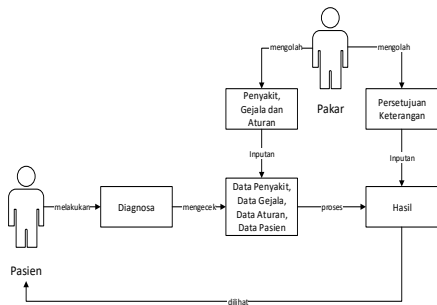 mengolah
mengolah
Pakar
Penyakit,
Gejala dan
Aturan
Persetujuan
Keterangan
Inputan
Inputan
melakukan
Diagnosa
mengecek
Data Penyakit,
Data Gejala,
Data Aturan,
Data Pasien
proses
Hasil
Pasien
dilihat